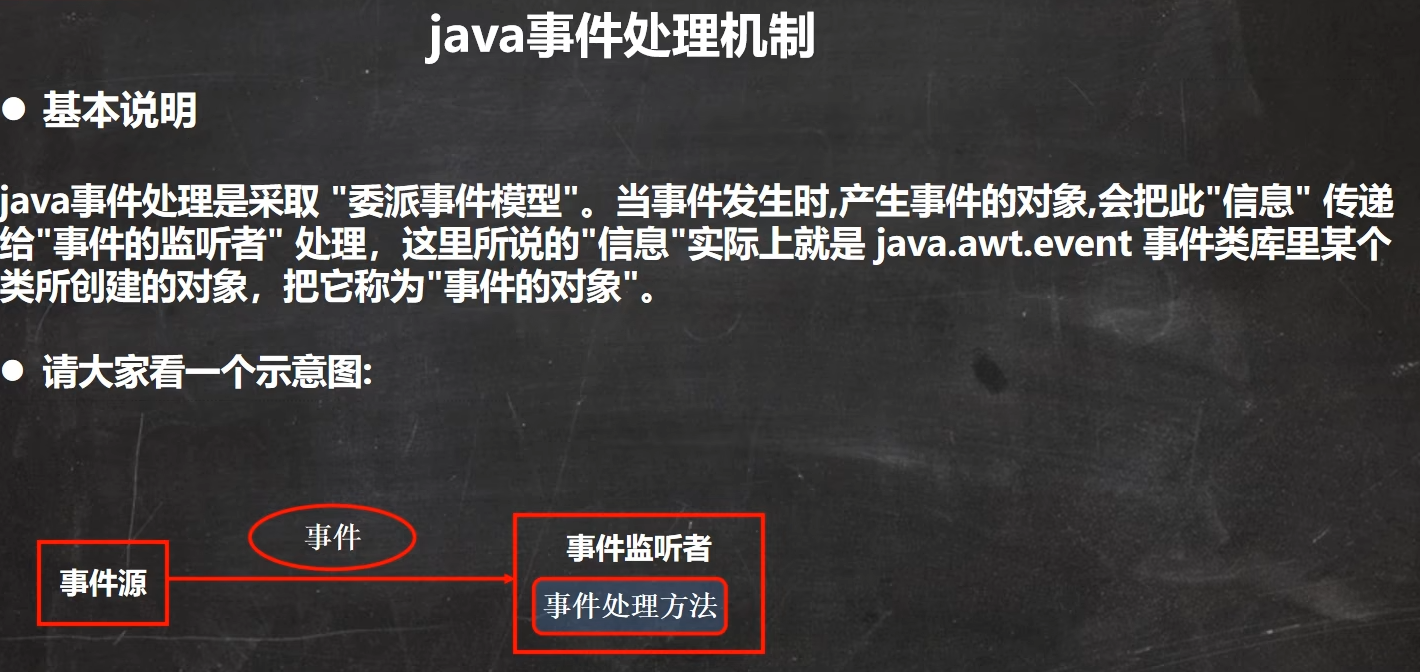 java事件处理机制
● 基本说明
java事件处理是采取 "委派事件模型"。当事件发生时,产生事件的对象,会把此"信息" 传递
给"事件的监听者" 处理，这里所说的"信息"实际上就是 java.awt.event 事件类库里某个
类所创建的对象，把它称为"事件的对象"。
● 请大家看一个示意图:
事件
事件源
事件监听者
事件处理方法